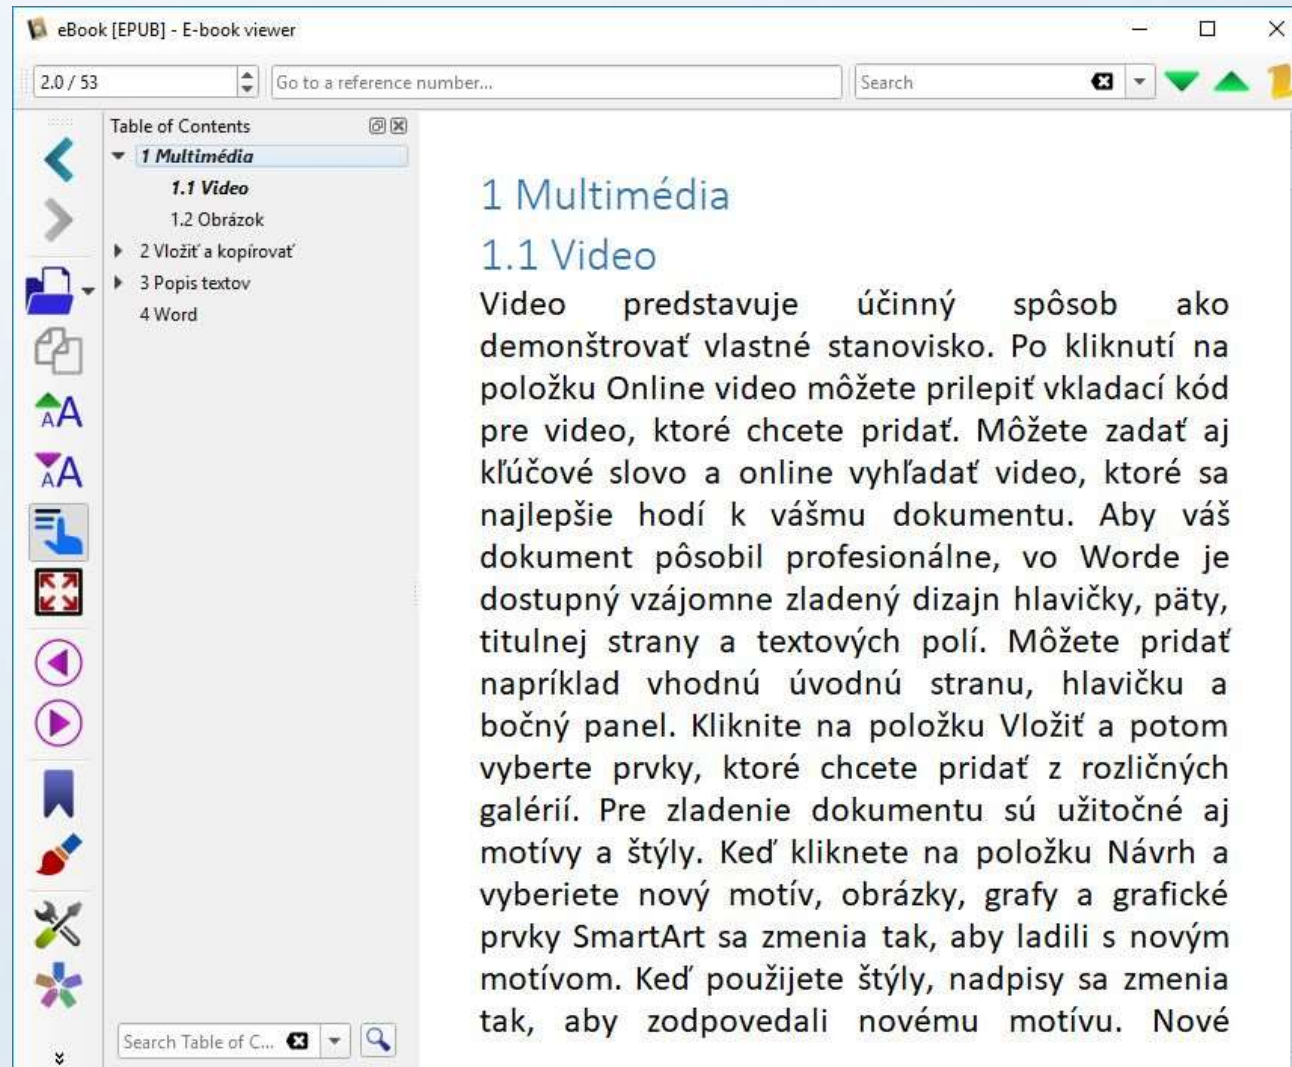 eBook [EPUB] - E-book viewer
2.0 / 53
Go to a reference number...
Search
Table of Contents
1 Multimédia
1.1 Video
1.2 Obrázok
2 Vložiť a kopírovať
3 Popis textov
4 Word
Search Table of C...
1 Multimédia
1.1 Video
Video predstavuje účinný spôsob ako
demonštrovať vlastné stanovisko. Po kliknutí na
položku Online video môžete prilepiť vkladací kód
pre video, ktoré chcete pridať. Môžete zadať aj
kľúčové slovo a online vyhľadať video, ktoré sa
najlepšie hodí k vášmu dokumentu. Aby váš
dokument pôsobil profesionálne, vo Worde je
dostupný vzájomne zladený dizajn hlavičky, päty,
titulnej strany a textových polí. Môžete pridať
napríklad vhodnú úvodnú stranu, hlavičku a
bočný panel. Kliknite na položku Vložiť a potom
vyberte prvky, ktoré chcete pridať z rozličných
galérií. Pre zladenie dokumentu sú užitočné aj
motívy a štýly. Keď kliknete na položku Návrh a
vyberiete nový motív, obrázky, grafy a grafické
prvky SmartArt sa zmenia tak, aby ladili s novým
motívom. Keď použijete štýly, nadpisy sa zmenia
tak, aby zodpovedali novému motívu. Nové